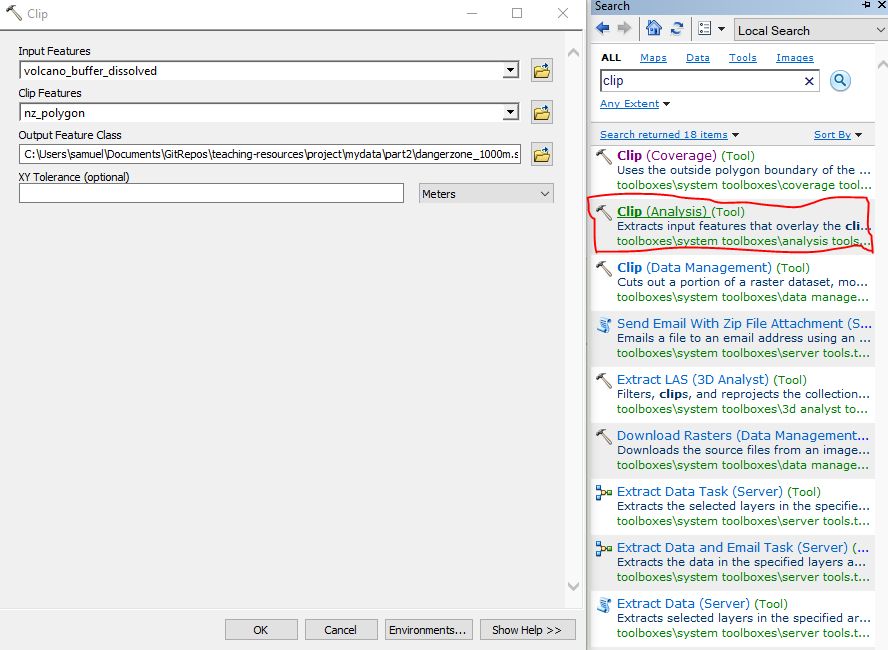 Clip
Input Features
volcano_buffer_dissolved
Clip Features
nz_polygon
Output Feature Class
C:\Users\samuel\Documents\GitRepos\teaching-resources\project\mydata\part2\dangerzone_1000m.s
XY Tolerance (optional)
Meters
OK
Cancel
Environments...
Show Help >>
Search
Local Search
ALL Maps Data Tools Images
clip
Any Extent
Search returned 18 items Sort By
Clip (Coverage) (Tool)
Uses the outside polygon boundary of the ...
toolboxes\system toolboxes\coverage tool...
Clip (Analysis) (Tool)
Extracts input features that overlay the cli...
toolboxes\system toolboxes\analysis tools...
Clip (Data Management) (Tool)
Cuts out a portion of a raster dataset, mo...
toolboxes\system toolboxes\data manage...
Send Email With Zip File Attachment (S...
Emails a file to an email address using an ...
toolboxes\system toolboxes\server tools.t...
Extract LAS (3D Analyst) (Tool)
Filters, clips, and reprojects the collection...
toolboxes\system toolboxes\3d analyst to...
Download Rasters (Data Management...
Downloads the source files from an image...
toolboxes\system toolboxes\data manage...
Extract Data Task (Server) (Tool)
Extracts the selected layers in the specifie...
toolboxes\system toolboxes\server tools.t...
Extract Data and Email Task (Server) (...
Extracts the data in the specified layers a...
toolboxes\system toolboxes\server tools.t...
Extract Data (Server) (Tool)
Extracts selected layers in the specified ar...
toolboxes\system toolboxes\server tools.t...